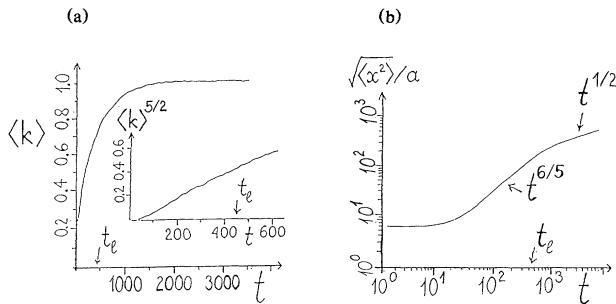 (a)
(b)
⟨k⟩
1.0
0.8
0.6
0.4
0.2
t_ℓ
1000 2000 3000 t
⟨k⟩^{5/2}
0.6
0.4
0.2
t_ℓ
200 400 t 600
√⟨x²⟩/a
10³
10²
10¹
10⁰
t^{1/2}
t^{6/5}
t_ℓ
10⁰ 10¹ 10² 10³ t